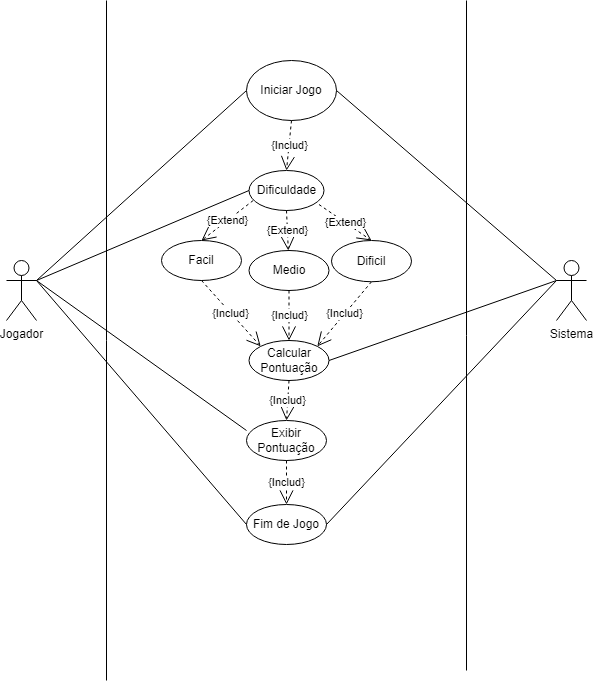 Iniciar Jogo
{Includ}
Dificuldade
{Extend}
{Extend}
{Extend}
Facil
Medio
Dificil
{Includ}
{Includ}
{Includ}
Jogador
Sistema
Calcular
Pontuação
{Includ}
Exibir
Pontuação
{Includ}
Fim de Jogo